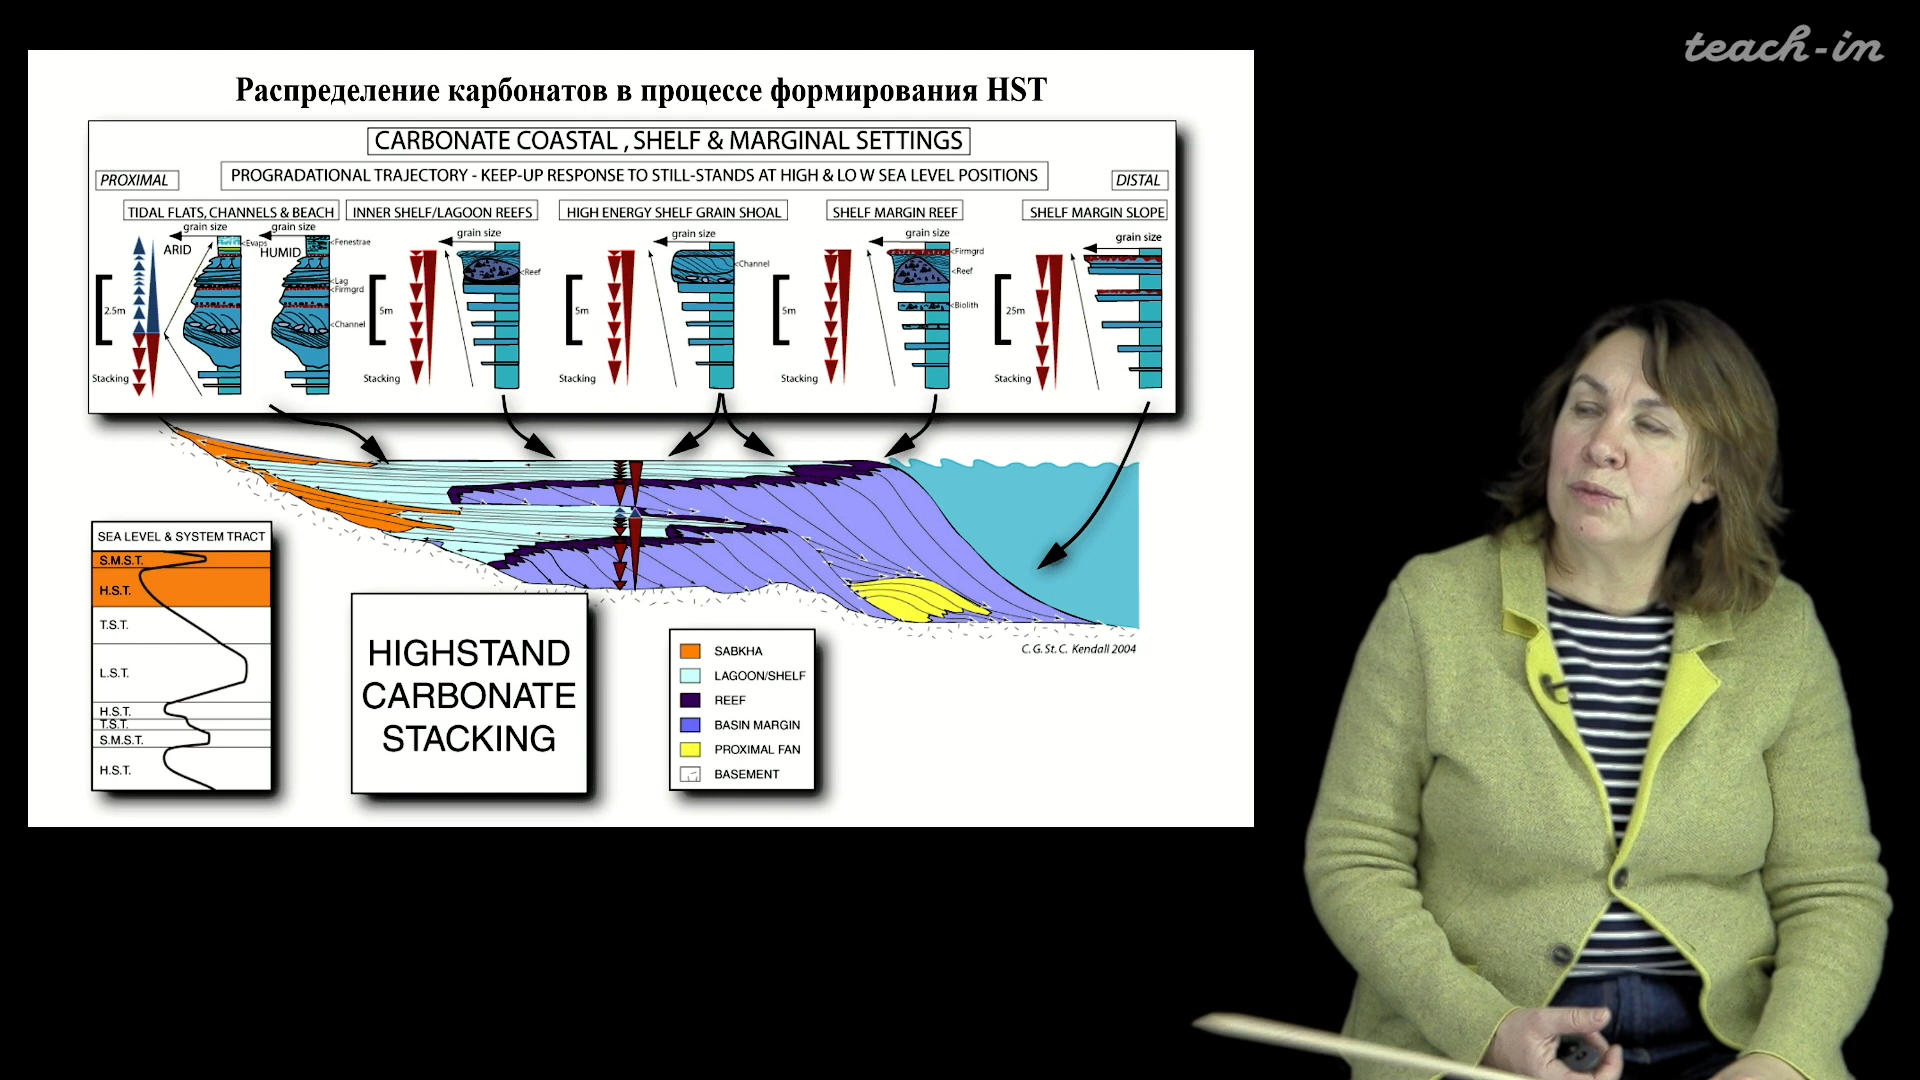 teach-in
Распределение карбонатов в процессе формирования HST
CARBONATE COASTAL , SHELF & MARGINAL SETTINGS
PROGRADATIONAL TRAJECTORY - KEEP-UP RESPONSE TO STILL-STANDS AT HIGH & LO W SEA LEVEL POSITIONS
PROXIMAL
DISTAL
TIDAL FLATS, CHANNELS & BEACH
INNER SHELF/LAGOON REEFS
HIGH ENERGY SHELF GRAIN SHOAL
SHELF MARGIN REEF
SHELF MARGIN SLOPE
grain size
grain size
grain size
grain size
grain size
grain size
ARID
HUMID
<Evaps
<Fenestrae
<Lag
<Firmgrd
<Channel
<Reef
<Channel
<Firmgrd
<Reef
<Biolith
2.5m
5m
5m
5m
25m
Stacking
Stacking
Stacking
Stacking
Stacking
SEA LEVEL & SYSTEM TRACT
S.M.S.T.
H.S.T.
T.S.T.
L.S.T.
H.S.T.
T.S.T.
S.M.S.T.
H.S.T.
HIGHSTAND
CARBONATE
STACKING
SABKHA
LAGOON/SHELF
REEF
BASIN MARGIN
PROXIMAL FAN
BASEMENT
C.G.St.C. Kendall 2004